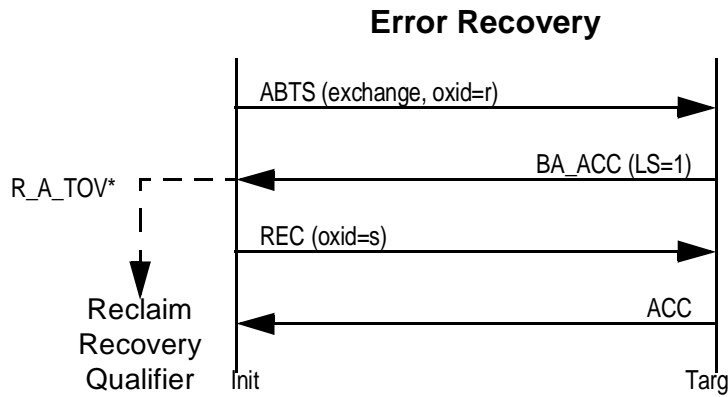 Error Recovery
ABTS (exchange, oxid=r)
BA_ACC (LS=1)
R_A_TOV*
REC (oxid=s)
ACC
Reclaim
Recovery
Qualifier
Init
Targ